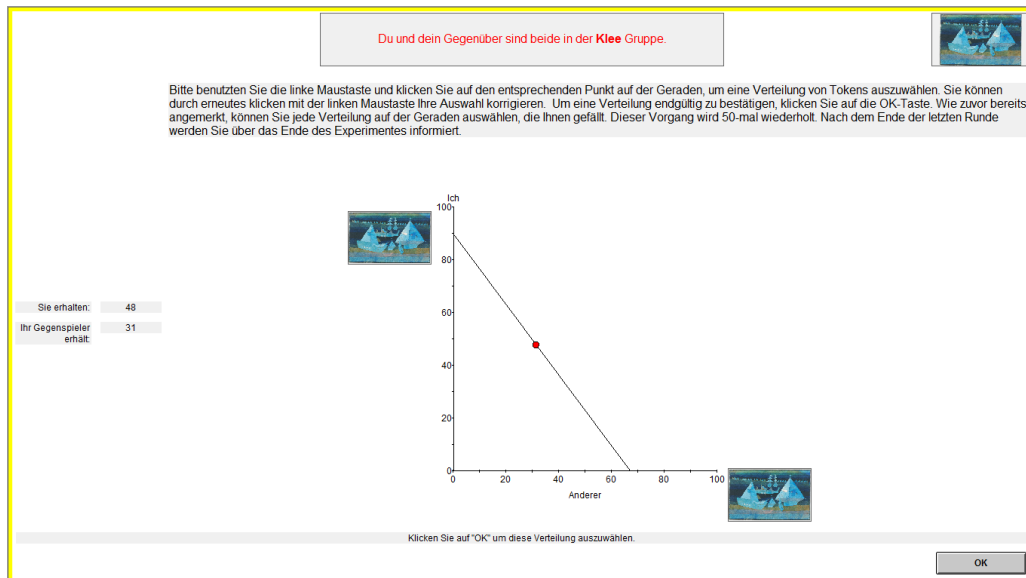 Du und dein Gegenüber sind beide in der Klee Gruppe.
Bitte benutzten Sie die linke Maustaste und klicken Sie auf den entsprechenden Punkt auf der Geraden, um eine Verteilung von Tokens auszuwählen. Sie können
durch erneutes klicken mit der linken Maustaste Ihre Auswahl korrigieren. Um eine Verteilung endgültig zu bestätigen, klicken Sie auf die OK-Taste. Wie zuvor bereits
angemerkt, können Sie jede Verteilung auf der Geraden auswählen, die Ihnen gefällt. Dieser Vorgang wird 50-mal wiederholt. Nach dem Ende der letzten Runde
werden Sie über das Ende des Experimentes informiert.
Ich
100
80
60
40
20
0
0 20 40 60 80 100
Anderer
Sie erhalten: 48
Ihr Gegenspieler 31
erhält:
Klicken Sie auf "OK" um diese Verteilung auszuwählen.
OK